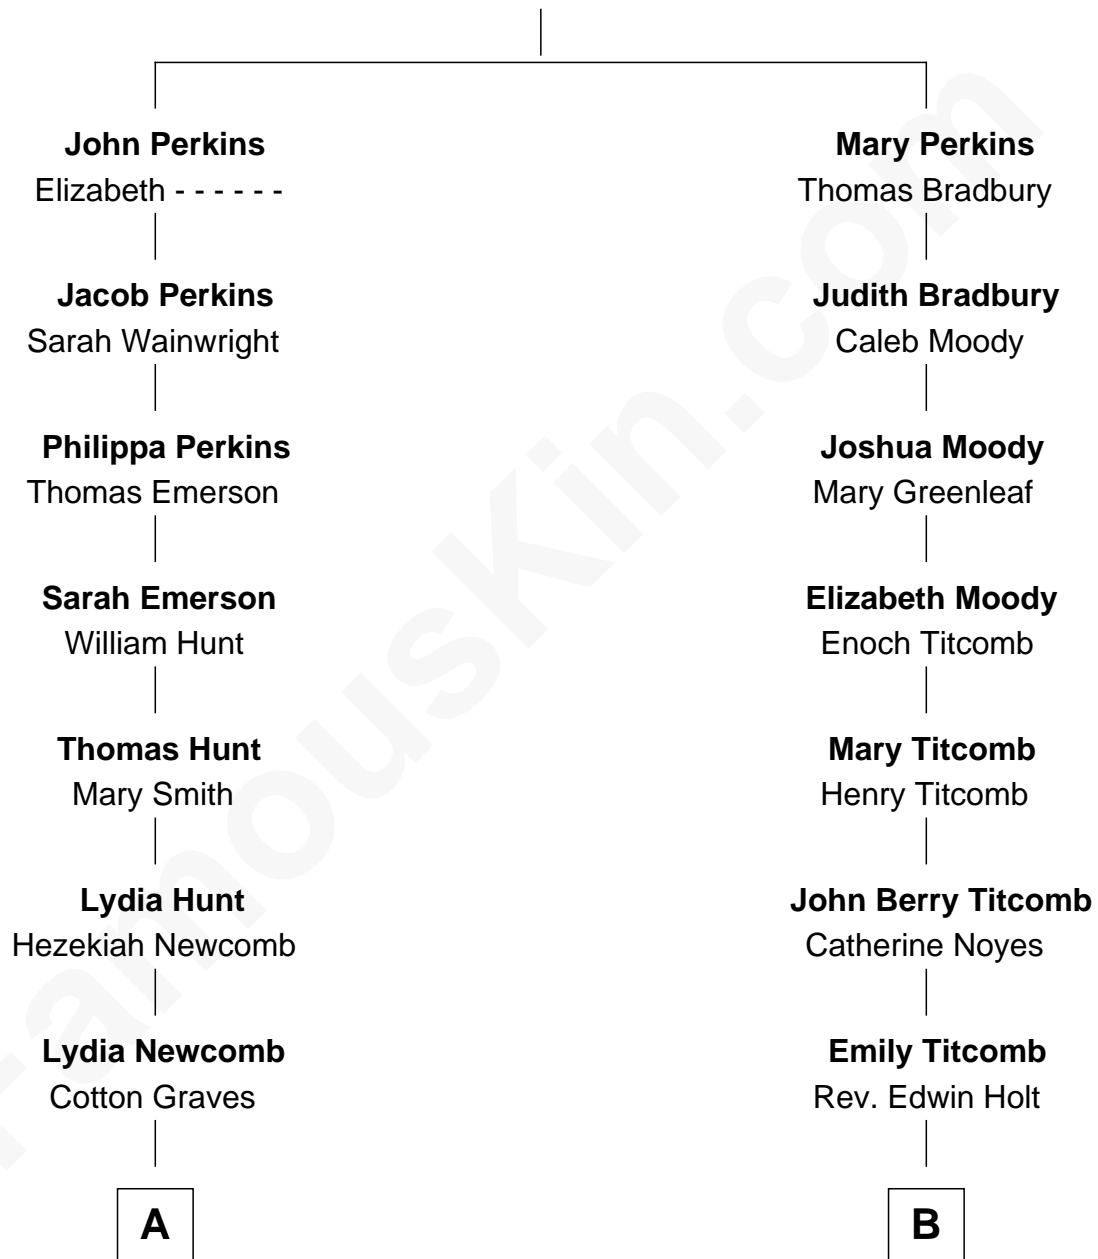 John Perkins
Elizabeth - - - - - -
Jacob Perkins
Sarah Wainwright
Philippa Perkins
Thomas Emerson
Sarah Emerson
William Hunt
Thomas Hunt
Mary Smith
Lydia Hunt
Hezekiah Newcomb
Lydia Newcomb
Cotton Graves
A
Mary Perkins
Thomas Bradbury
Judith Bradbury
Caleb Moody
Joshua Moody
Mary Greenleaf
Elizabeth Moody
Enoch Titcomb
Mary Titcomb
Henry Titcomb
John Berry Titcomb
Catherine Noyes
Emily Titcomb
Rev. Edwin Holt
B
FamousKin.com